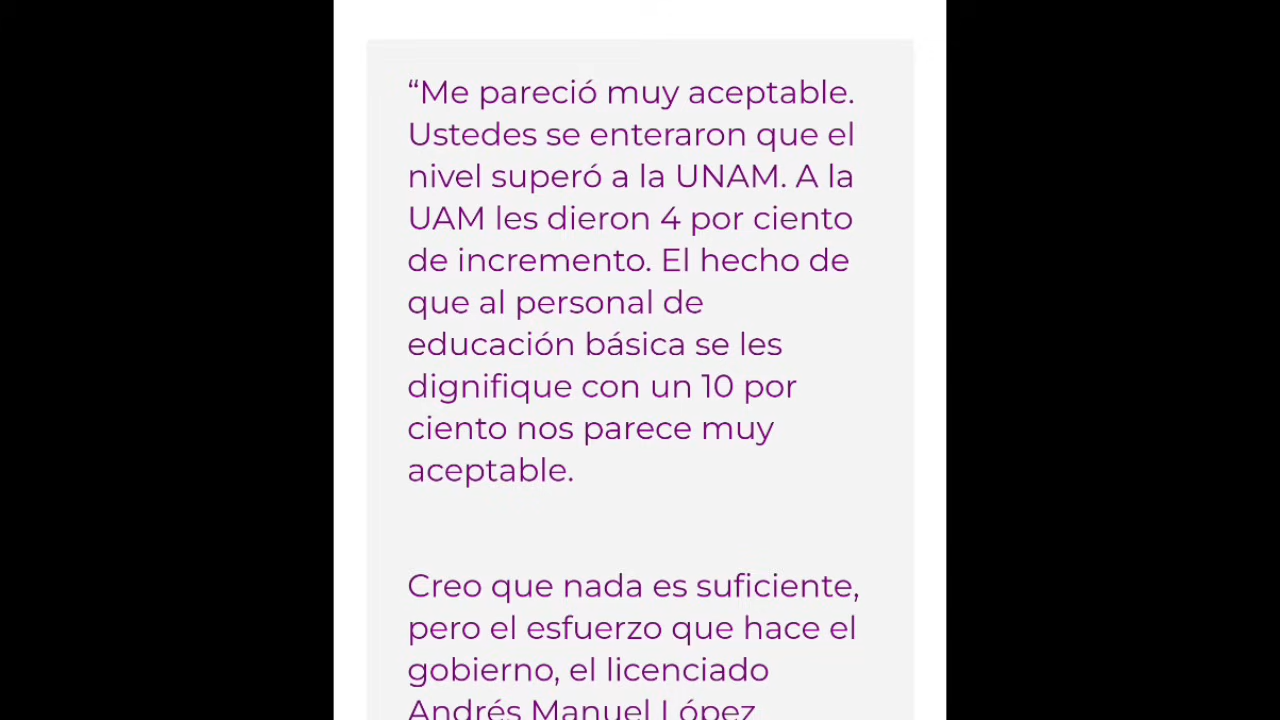 “Me pareció muy aceptable.
Ustedes se enteraron que el
nivel superó a la UNAM. A la
UAM les dieron 4 por ciento
de incremento. El hecho de
que al personal de
educación básica se les
dignifique con un 10 por
ciento nos parece muy
aceptable.
Creo que nada es suficiente,
pero el esfuerzo que hace el
gobierno, el licenciado
Andrés Manuel López